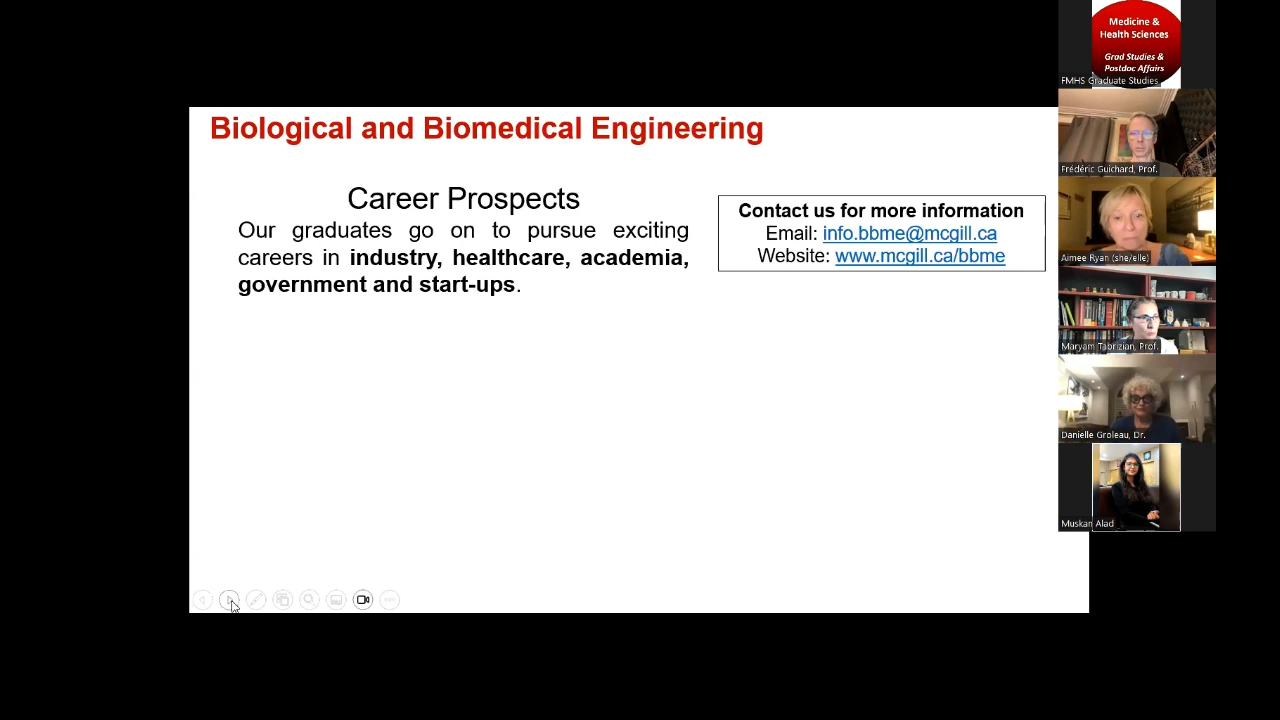 Medicine &
Health Sciences
Grad Studies &
Postdoc Affairs
FMHS Graduate Studies
Biological and Biomedical Engineering
Career Prospects
Our graduates go on to pursue exciting
careers in industry, healthcare, academia,
government and start-ups.
Contact us for more information
Email: info.bbme@mcgill.ca
Website: www.mcgill.ca/bbme
Frédéric Guichard, Prof.
Aimee Ryan (she/elle)
Maryam Tabrizian, Prof.
Danielle Groleau, Dr.
Muskan Alad